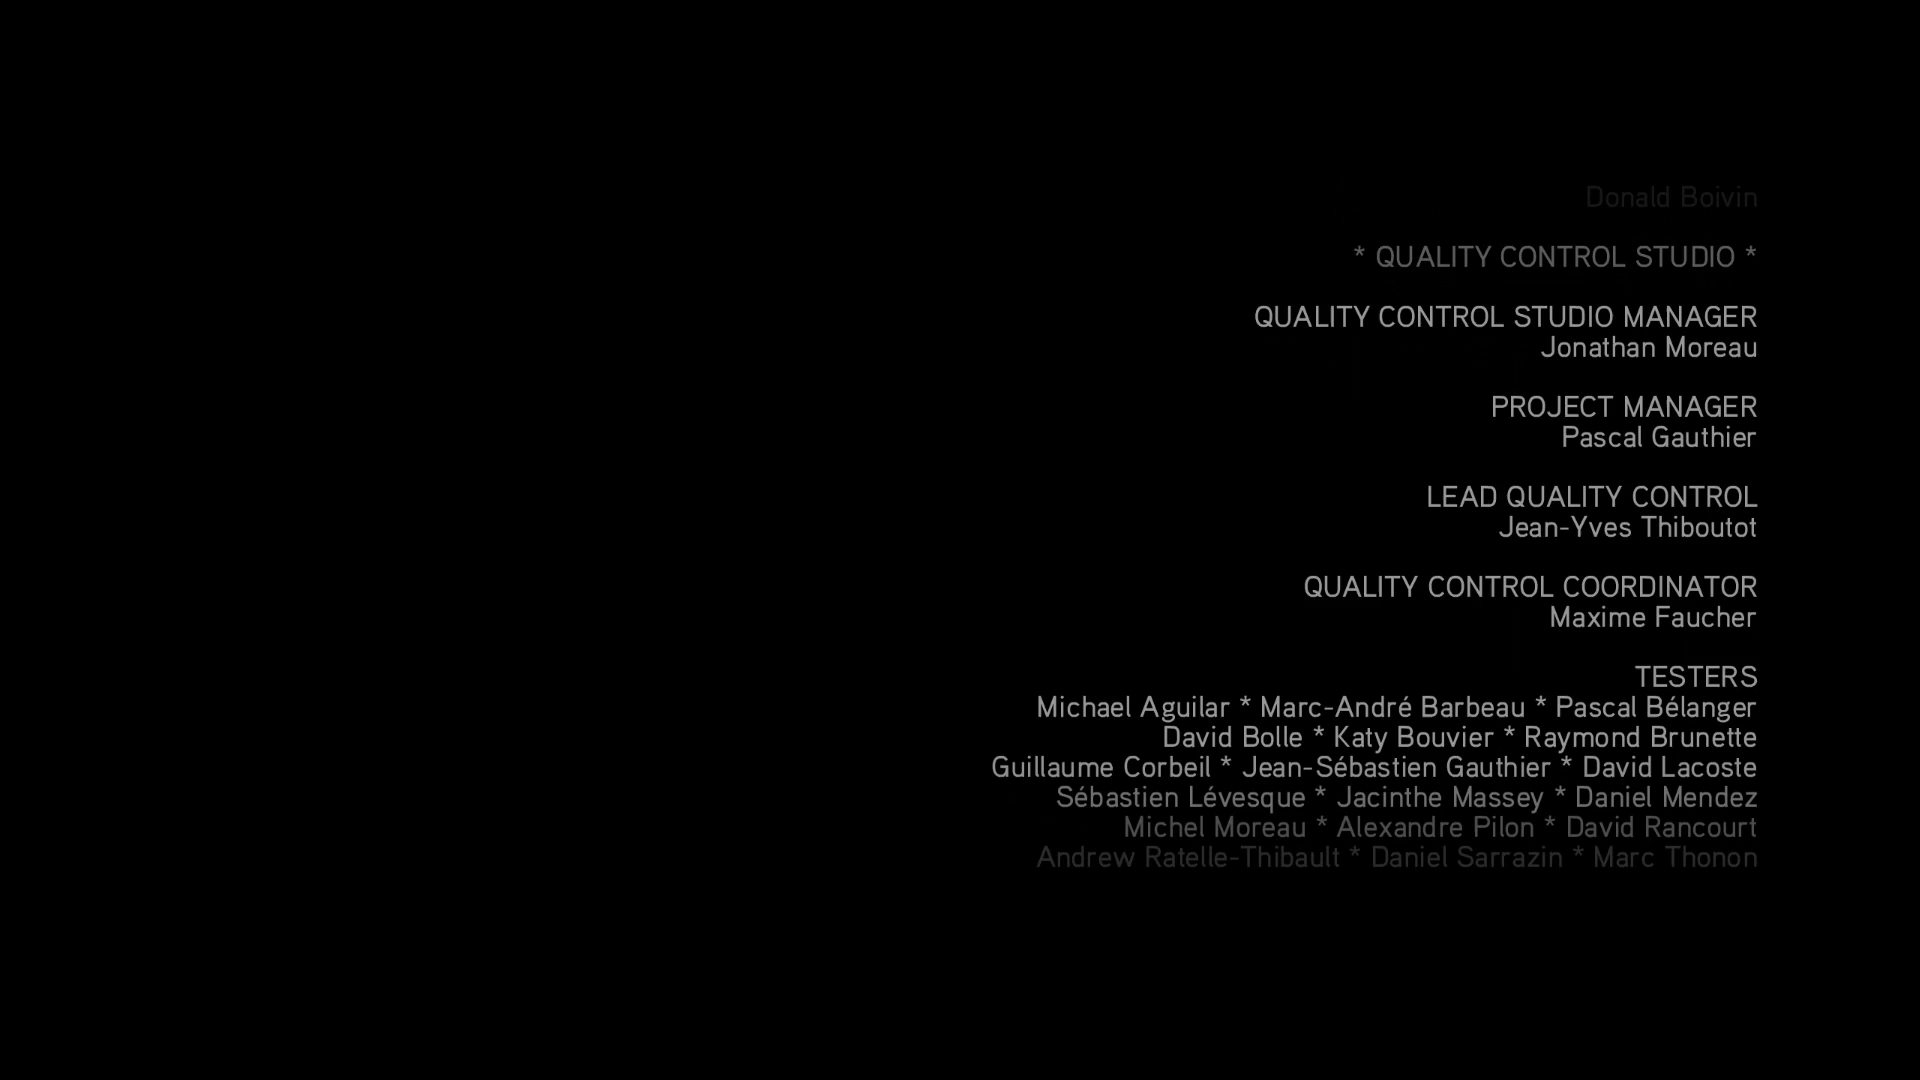 Donald Boivin
* QUALITY CONTROL STUDIO *
QUALITY CONTROL STUDIO MANAGER
Jonathan Moreau
PROJECT MANAGER
Pascal Gauthier
LEAD QUALITY CONTROL
Jean-Yves Thiboutot
QUALITY CONTROL COORDINATOR
Maxime Faucher
TESTERS
Michael Aguilar * Marc-André Barbeau * Pascal Bélanger
David Bolle * Katy Bouvier * Raymond Brunette
Guillaume Corbeil * Jean-Sébastien Gauthier * David Lacoste
Sébastien Lévesque * Jacinthe Massey * Daniel Mendez
Michel Moreau * Alexandre Pilon * David Rancourt
Andrew Ratelle-Thibault * Daniel Sarrazin * Marc Thonon